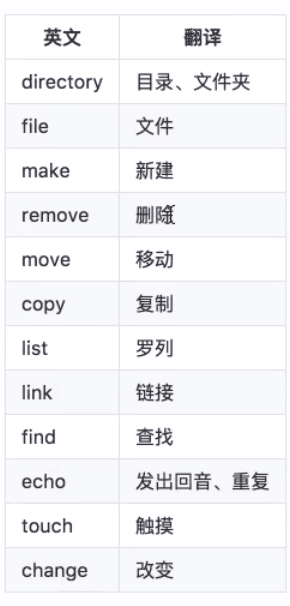 英文 翻译
directory 目录、文件夹
file 文件
make 新建
remove 删除
move 移动
copy 复制
list 罗列
link 链接
find 查找
echo 发出回音、重复
touch 触摸
change 改变